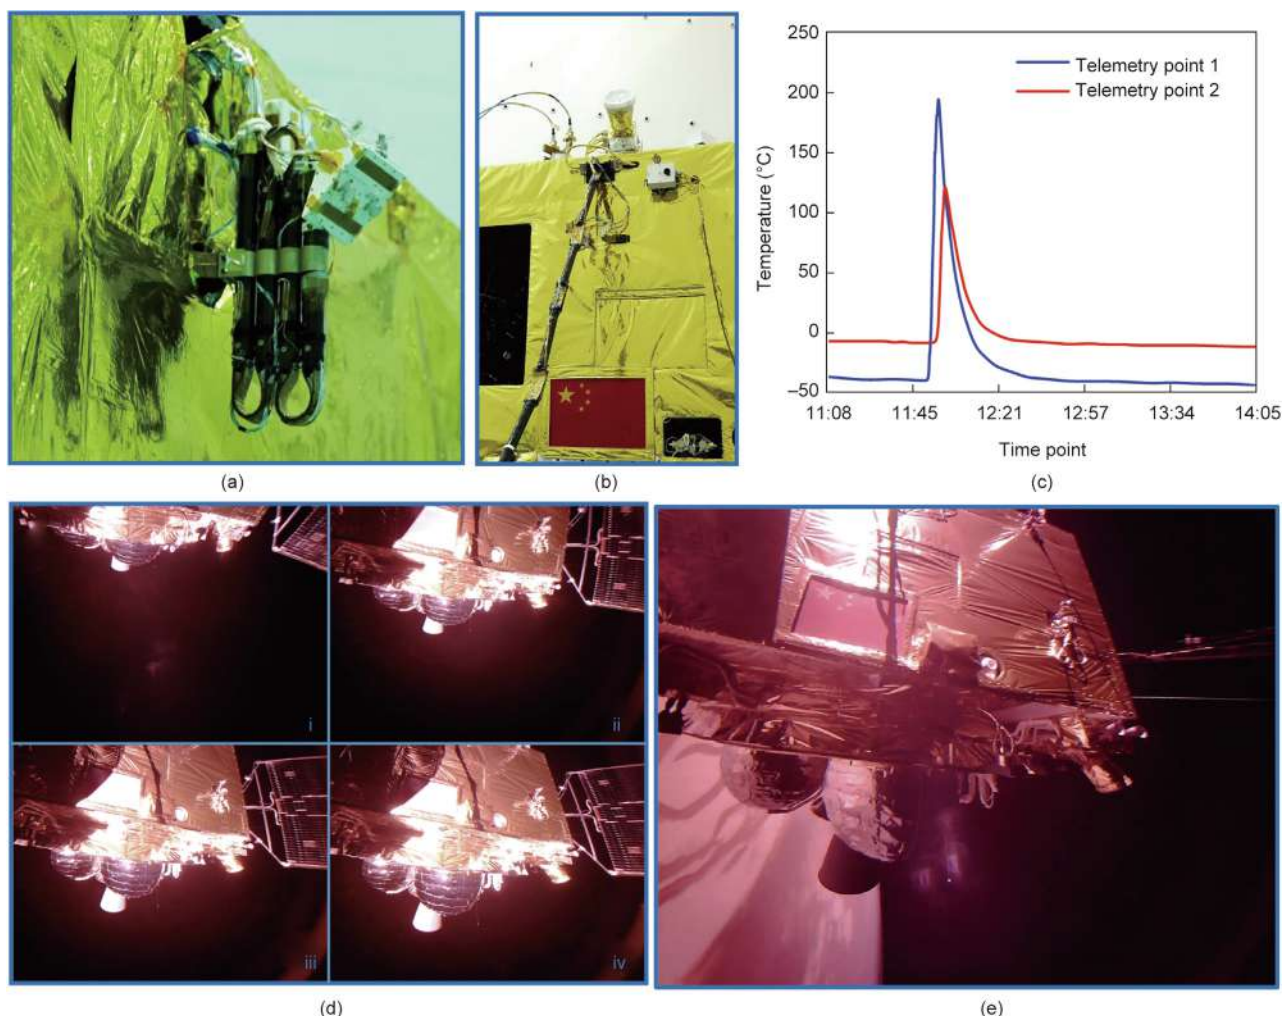 250
200
150
100
50
0
–50
Temperature (°C)
Telemetry point 1
Telemetry point 2
11:08
11:45
12:21
12:57
13:34
14:05
Time point
(a)
(b)
(c)
i
ii
iii
iv
(d)
(e)